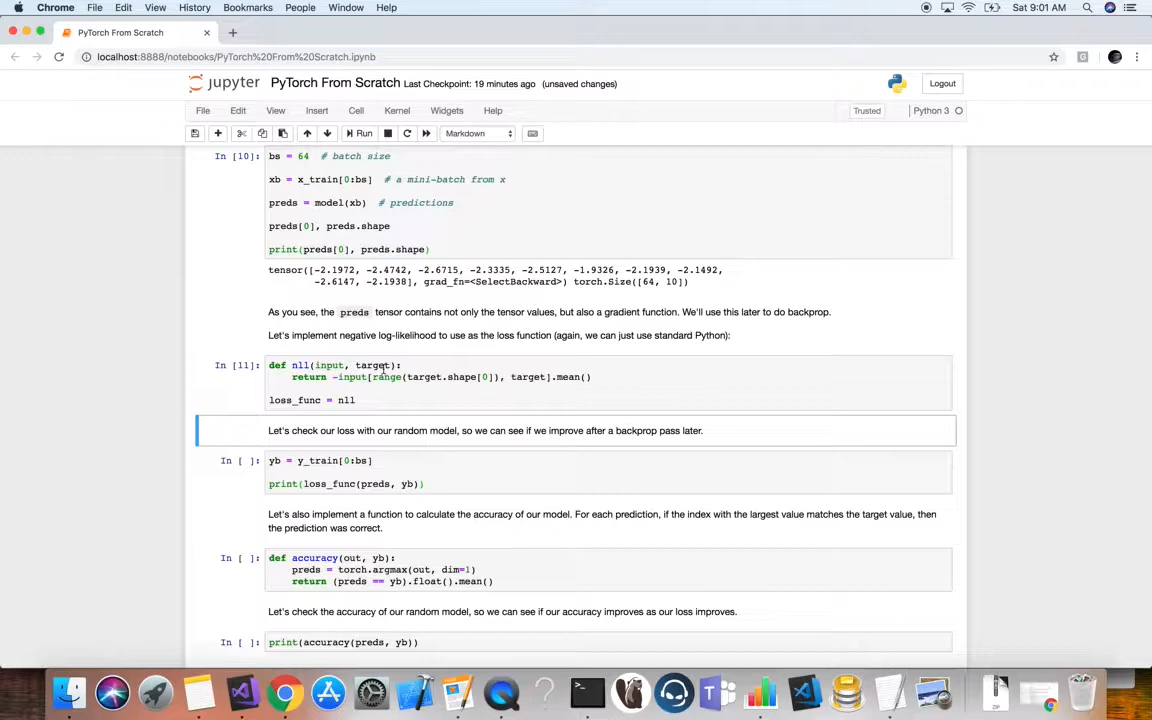 Chrome File Edit View History Bookmarks People Window Help Sat 9:01 AM
PyTorch From Scratch
localhost:8888/notebooks/PyTorch%20From%20Scratch.ipynb
jupyter PyTorch From Scratch Last Checkpoint: 19 minutes ago (unsaved changes) Logout
File Edit View Insert Cell Kernel Widgets Help Trusted Python 3
Run Markdown
In [10]: bs = 64 # batch size
xb = x_train[0:bs] # a mini-batch from x
preds = model(xb) # predictions
preds[0], preds.shape
print(preds[0], preds.shape)
tensor([-2.1972, -2.4742, -2.6715, -2.3335, -2.5127, -1.9326, -2.1939, -2.1492,
-2.6147, -2.1938], grad_fn=<SelectBackward>) torch.Size([64, 10])
As you see, the preds tensor contains not only the tensor values, but also a gradient function. We'll use this later to do backprop.
Let's implement negative log-likelihood to use as the loss function (again, we can just use standard Python):
In [11]: def nll(input, target):
return -input[range(target.shape[0]), target].mean()
loss_func = nll
Let's check our loss with our random model, so we can see if we improve after a backprop pass later.
In [ ]: yb = y_train[0:bs]
print(loss_func(preds, yb))
Let's also implement a function to calculate the accuracy of our model. For each prediction, if the index with the largest value matches the target value, then
the prediction was correct.
In [ ]: def accuracy(out, yb):
preds = torch.argmax(out, dim=1)
return (preds == yb).float().mean()
Let's check the accuracy of our random model, so we can see if our accuracy improves as our loss improves.
In [ ]: print(accuracy(preds, yb))